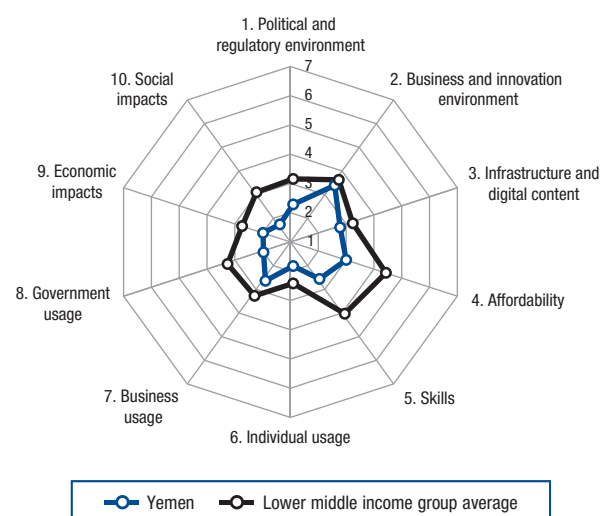 1. Political and
regulatory environment
7
10. Social
impacts
2. Business and innovation
environment
6
5
4
9. Economic
impacts
3. Infrastructure and
digital content
3
2
1
8. Government
usage
4. Affordability
7. Business
usage
5. Skills
6. Individual usage
Yemen
Lower middle income group average